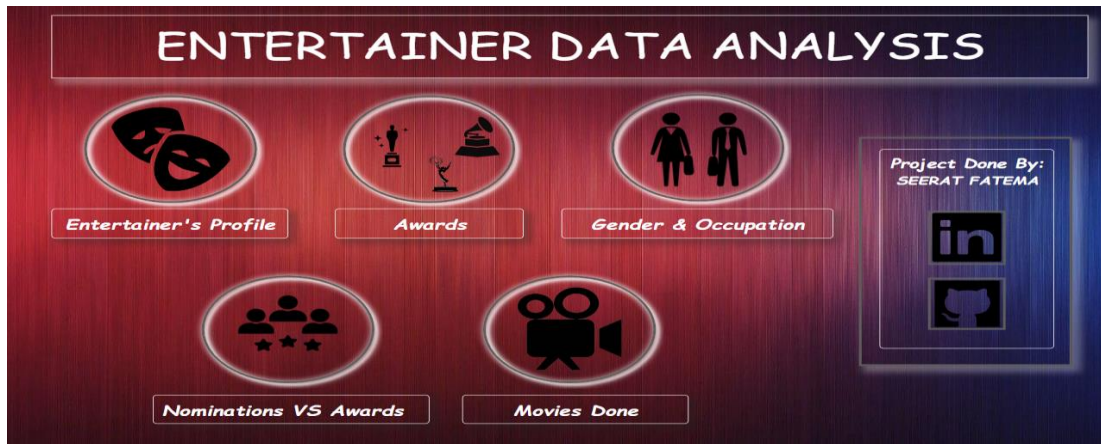 ENTERTAINER DATA ANALYSIS
Entertainer's Profile
Awards
Gender & Occupation
Project Done By:
SEERAT FATEMA
in
Nominations VS Awards
Movies Done